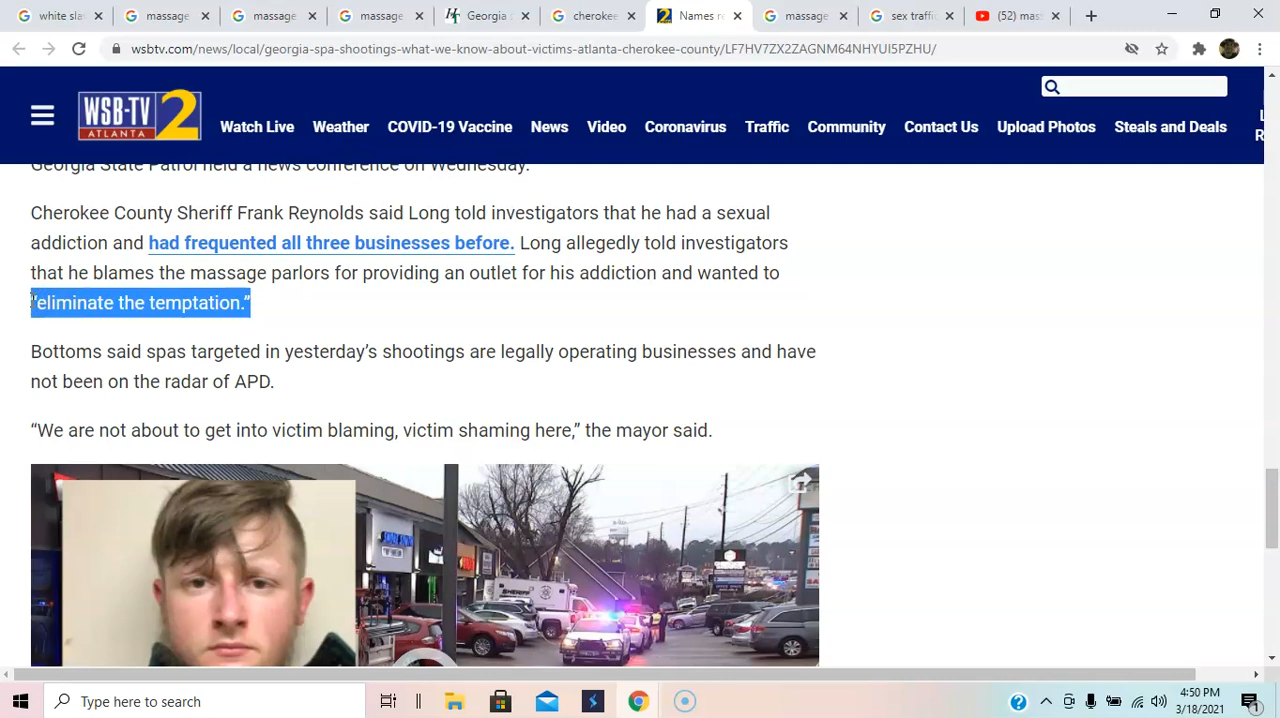 white sla
massage
massage
massage
Georgia c
cherokee
Names re
massage
sex traffi
(52) mas
wsbtv.com/news/local/georgia-spa-shootings-what-we-know-about-victims-atlanta-cherokee-county/LF7HV7ZX2ZAGNM64NHYUI5PZHU/
WSB-TV 2
ATLANTA
Watch Live Weather COVID-19 Vaccine News Video Coronavirus Traffic Community Contact Us Upload Photos Steals and Deals
Georgia State Patrol held a news conference on Wednesday.
Cherokee County Sheriff Frank Reynolds said Long told investigators that he had a sexual
addiction and had frequented all three businesses before. Long allegedly told investigators
that he blames the massage parlors for providing an outlet for his addiction and wanted to
“eliminate the temptation.”
Bottoms said spas targeted in yesterday’s shootings are legally operating businesses and have
not been on the radar of APD.
“We are not about to get into victim blaming, victim shaming here,” the mayor said.
Type here to search
4:50 PM
3/18/2021